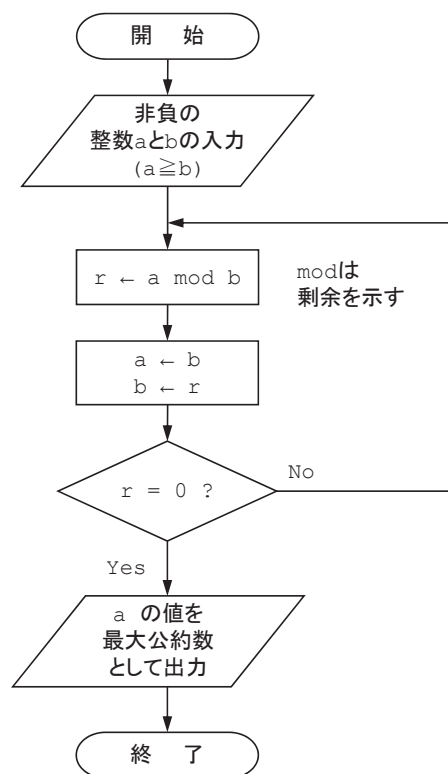 開 始
非負の
整数aとbの入力
(a≧b)
r ← a mod b
modは
剰余を示す
a ← b
b ← r
r = 0 ?
No
Yes
a の値を
最大公約数
として出力
終 了